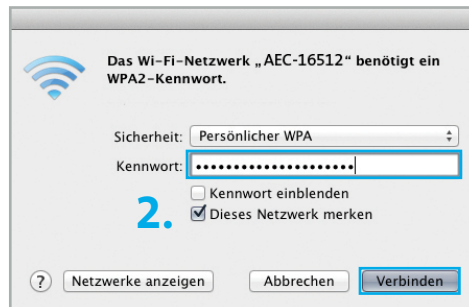 Das Wi-Fi-Netzwerk „AEC-16512“ benötigt ein
WPA2-Kennwort.
Sicherheit: Persönlicher WPA
Kennwort: •••••••••••••••••••••
Kennwort einblenden
2.
Dieses Netzwerk merken
? Netzwerke anzeigen Abbrechen Verbinden